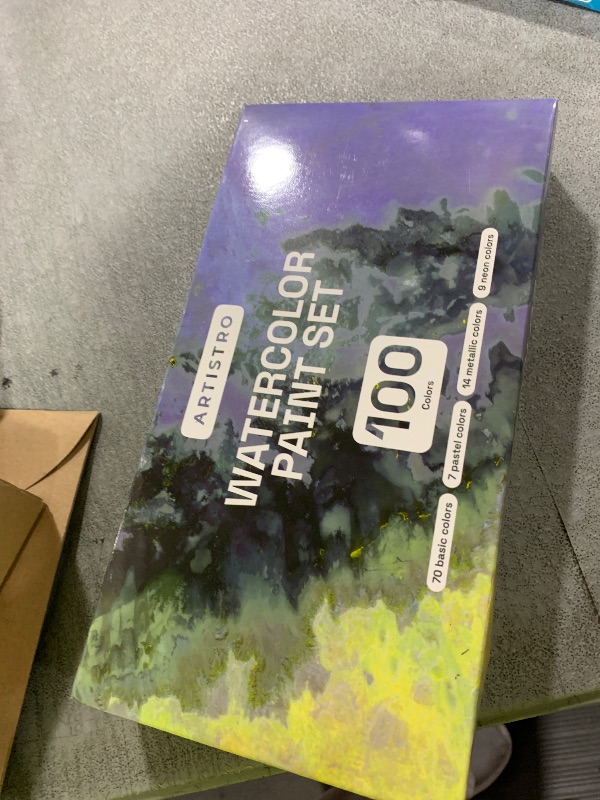 ARTISTRO
WATERCOLOR
PAINT SET
100
Colors
70 basic colors
7 pastel colors
14 metallic colors
9 neon colors